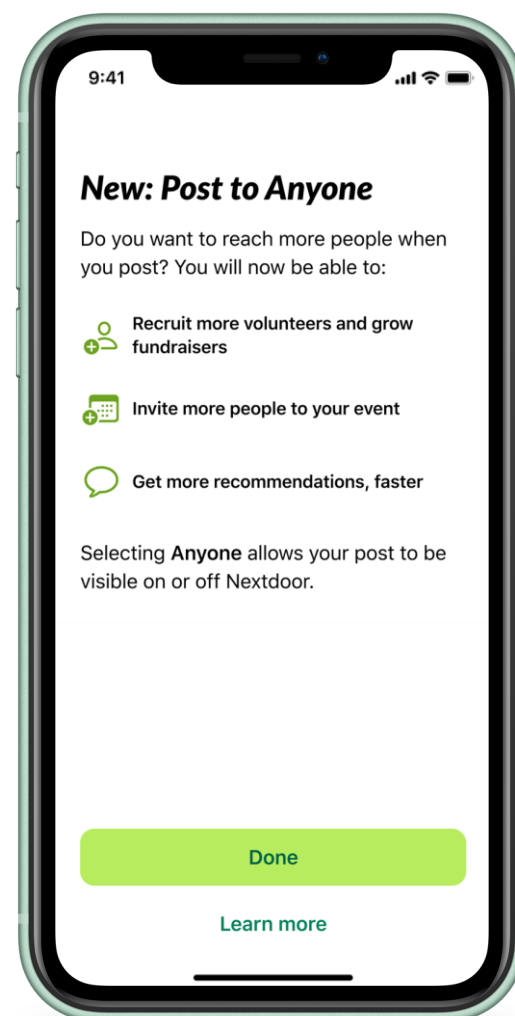 9:41
New: Post to Anyone
Do you want to reach more people when
you post? You will now be able to:
Recruit more volunteers and grow
fundraisers
Invite more people to your event
Get more recommendations, faster
Selecting Anyone allows your post to be
visible on or off Nextdoor.
Done
Learn more